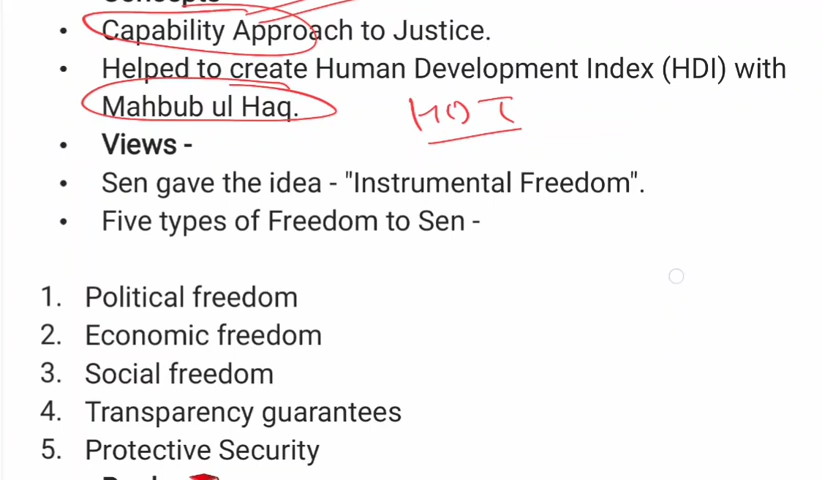 Concepts
• Capability Approach to Justice.
• Helped to create Human Development Index (HDI) with
Mahbub ul Haq.
HDI
• Views -
• Sen gave the idea - "Instrumental Freedom".
• Five types of Freedom to Sen -
1. Political freedom
2. Economic freedom
3. Social freedom
4. Transparency guarantees
5. Protective Security